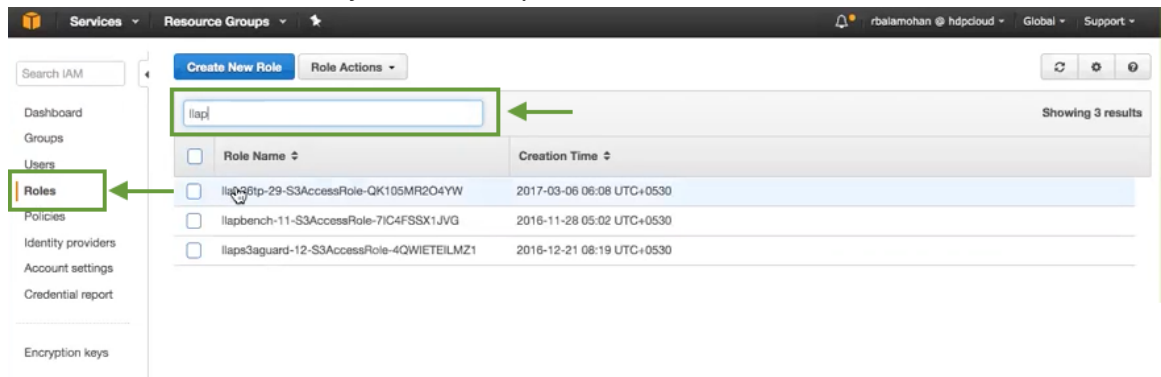 Services Resource Groups rbalamohan @ hdpcloud Global Support
Search IAM
Dashboard
Groups
Users
Roles
Policies
Identity providers
Account settings
Credential report
Encryption keys
Create New Role Role Actions
llap Showing 3 results
Role Name Creation Time
2017-03-06 06:08 UTC+0530
llapbench-11-S3AccessRole-7IC4FSSX1JVG 2016-11-28 05:02 UTC+0530
llaps3aguard-12-S3AccessRole-4QWIETEILMZ1 2016-12-21 08:19 UTC+0530